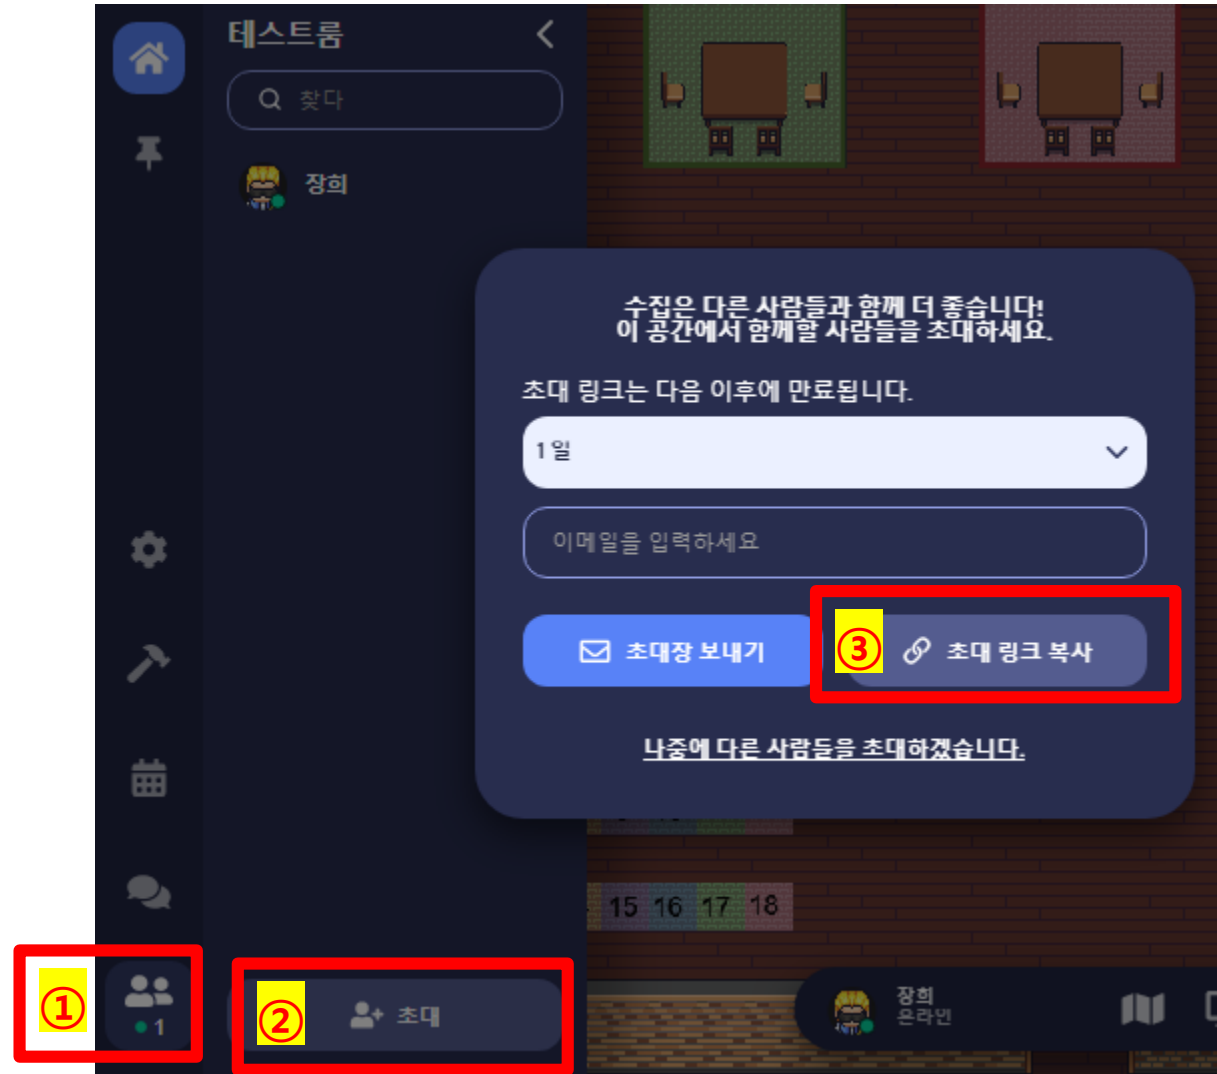 테스트룸
찾다
장희
수집은 다른 사람들과 함께 더 좋습니다!
이 공간에서 함께할 사람들을 초대하세요.
초대 링크는 다음 이후에 만료됩니다.
1일
이메일을 입력하세요
초대장 보내기
③ 초대 링크 복사
나중에 다른 사람들을 초대하겠습니다.
15 16 17 18
① 1
② 초대
장희
온라인